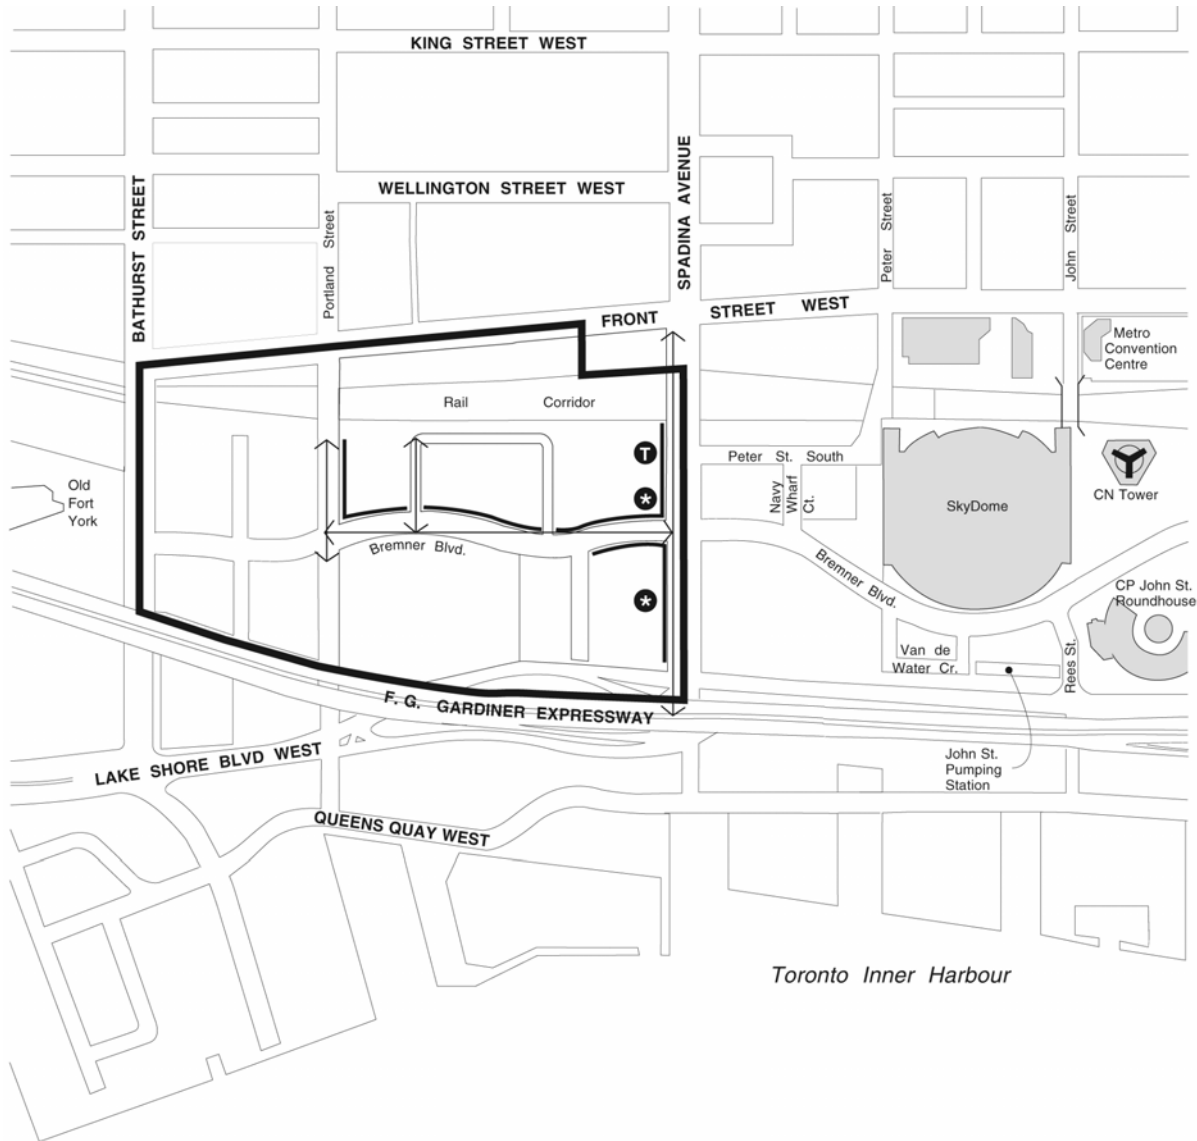 KING STREET WEST
WELLINGTON STREET WEST
BATHURST STREET
Portland Street
SPADINA AVENUE
Peter Street
John Street
FRONT STREET WEST
Metro
Convention
Centre
Rail Corridor
T
*
*
Old
Fort
York
Bremner Blvd.
Peter St. South
Navy
Wharf
Ct.
SkyDome
CN Tower
Bremner Blvd.
CP John St.
Roundhouse
Van de
Water Cr.
Rees St.
F. G. GARDINER EXPRESSWAY
LAKE SHORE BLVD WEST
John St.
Pumping
Station
QUEENS QUAY WEST
Toronto Inner Harbour